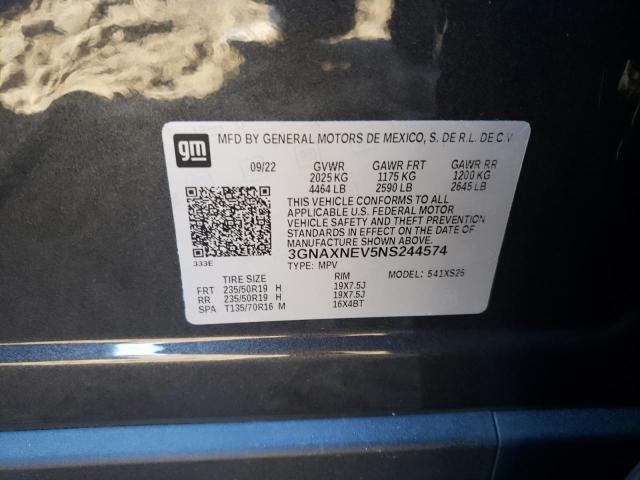 gm
MFD BY GENERAL MOTORS DE MEXICO, S. DE R.L. DE C.V
09/22 GVWR GAWR FRT GAWR RR
2025 KG 1175 KG 1200 KG
4464 LB 2590 LB 2645 LB
THIS VEHICLE CONFORMS TO ALL
APPLICABLE U.S. FEDERAL MOTOR
VEHICLE SAFETY AND THEFT PREVENTION
STANDARDS IN EFFECT ON THE DATE OF
MANUFACTURE SHOWN ABOVE.
3GNAXNEV5NS244574
333E
TYPE: MPV MODEL: 541XS26
TIRE SIZE RIM
FRT 235/50R19 H 19X7.5J
RR 235/50R19 H 19X7.5J
SPA T135/70R16 M 16X4BT